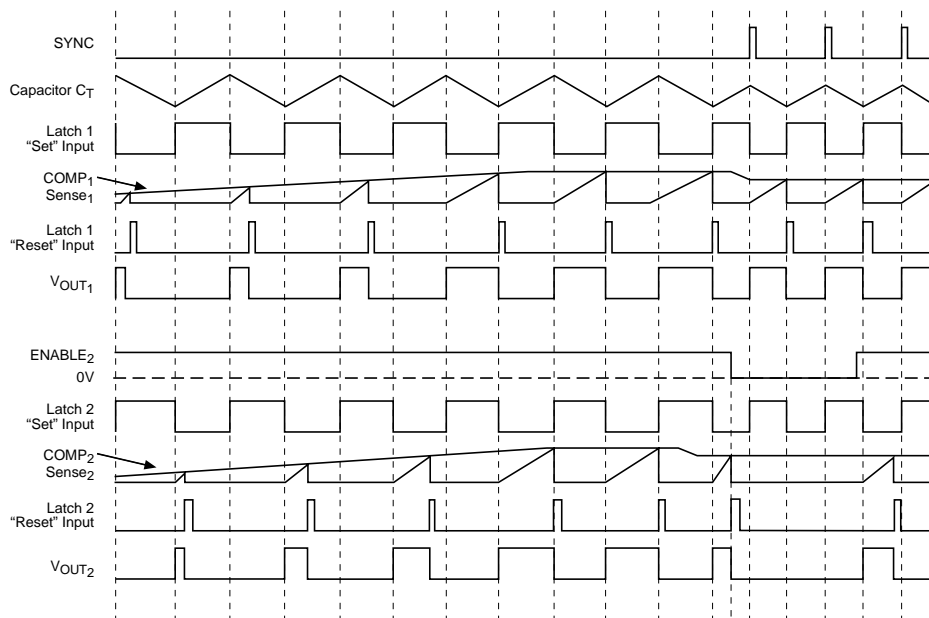 SYNC
Capacitor CT
Latch 1
“Set” Input
COMP1
Sense1
Latch 1
“Reset” Input
VOUT1
ENABLE2
0V
Latch 2
“Set” Input
COMP2
Sense2
Latch 2
“Reset” Input
VOUT2